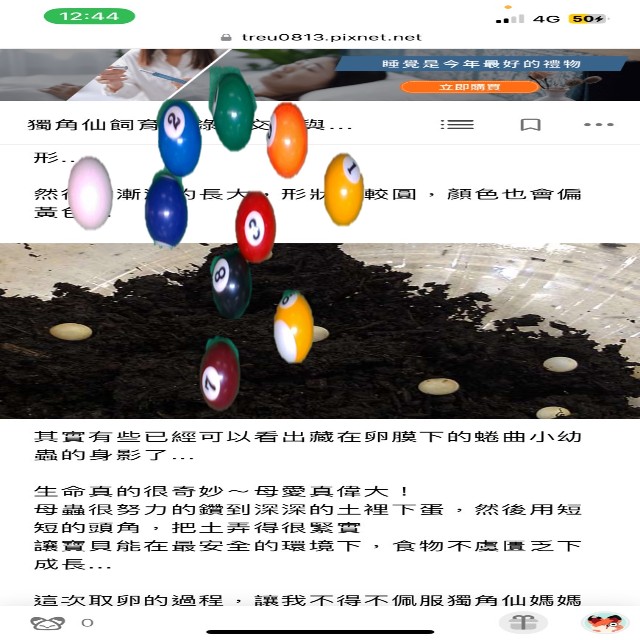 12:44
4G 50
treu0813.pixnet.net
睡覺是今年最好的禮物
立即購買
獨角仙飼育 交 與...
形...
然 漸 的長大，形狀 較圓，顏色也會偏
黃色
2
1
3
8
9
7
其實有些已經可以看出藏在卵膜下的蜷曲小幼
蟲的身影了...
生命真的很奇妙～母愛真偉大！
母蟲很努力的鑽到深深的土裡下蛋，然後用短
短的頭角，把土弄得很緊實
讓寶貝能在最安全的環境下，食物不虞匱乏下
成長...
這次取卵的過程，讓我不得不佩服獨角仙媽媽
0